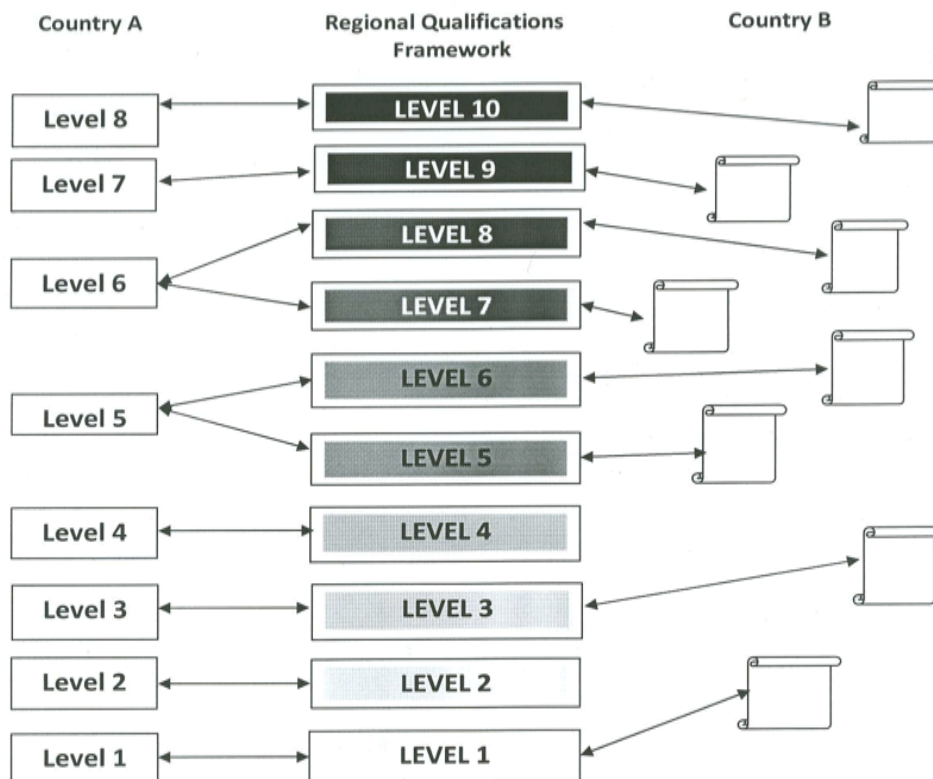 Country A
Regional Qualifications
Framework
Country B
Level 8
LEVEL 10
Level 7
LEVEL 9
LEVEL 8
Level 6
LEVEL 7
LEVEL 6
Level 5
LEVEL 5
Level 4
LEVEL 4
Level 3
LEVEL 3
Level 2
LEVEL 2
Level 1
LEVEL 1